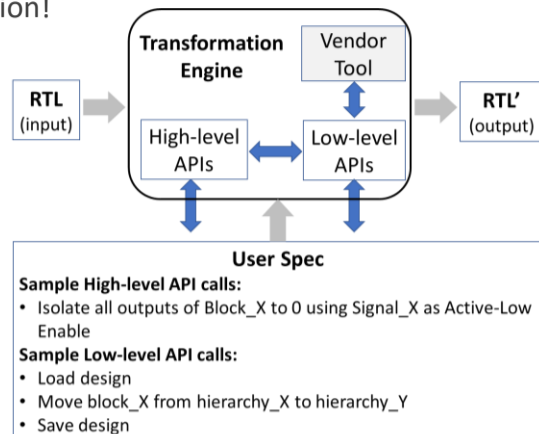 ion!
Transformation
Engine
Vendor
Tool
RTL
(input)
RTL'
(output)
High-level
APIs
Low-level
APIs
User Spec
Sample High-level API calls:
• Isolate all outputs of Block_X to 0 using Signal_X as Active-Low
Enable
Sample Low-level API calls:
• Load design
• Move block_X from hierarchy_X to hierarchy_Y
• Save design